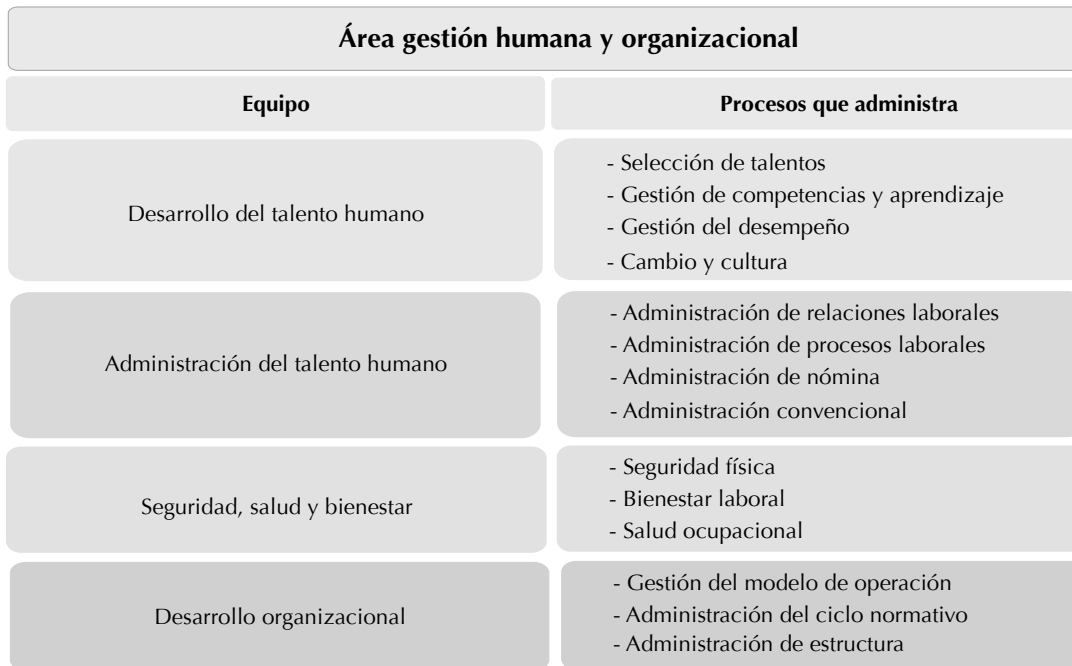 Área gestión humana y organizacional
Equipo
Procesos que administra
Desarrollo del talento humano
- Selección de talentos
- Gestión de competencias y aprendizaje
- Gestión del desempeño
- Cambio y cultura
Administración del talento humano
- Administración de relaciones laborales
- Administración de procesos laborales
- Administración de nómina
- Administración convencional
Seguridad, salud y bienestar
- Seguridad física
- Bienestar laboral
- Salud ocupacional
Desarrollo organizacional
- Gestión del modelo de operación
- Administración del ciclo normativo
- Administración de estructura